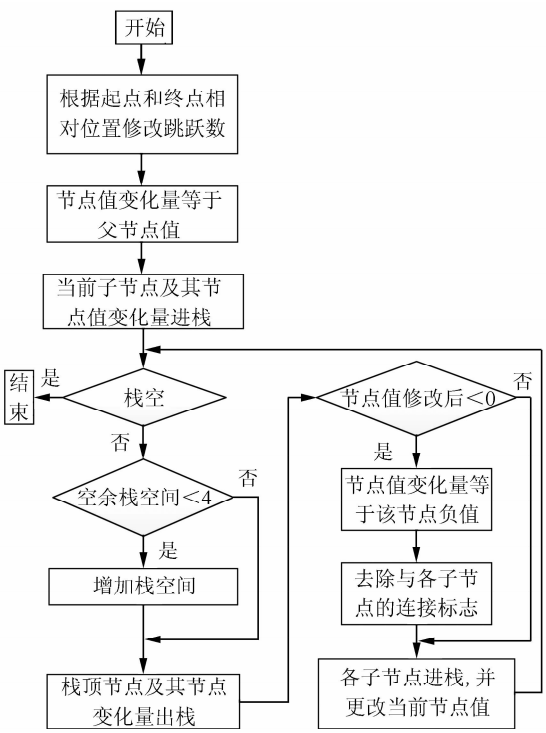 开始
根据起点和终点相
对位置修改跳跃数
节点值变化量等于
父节点值
当前子节点及其节
点值变化量进栈
结
束
是
栈空
否
空余栈空间<4
否
是
增加栈空间
栈顶节点及其节点
变化量出栈
节点值修改后<0
否
是
节点值变化量等
于该节点负值
去除与各子节
点的连接标志
各子节点进栈,并
更改当前节点值